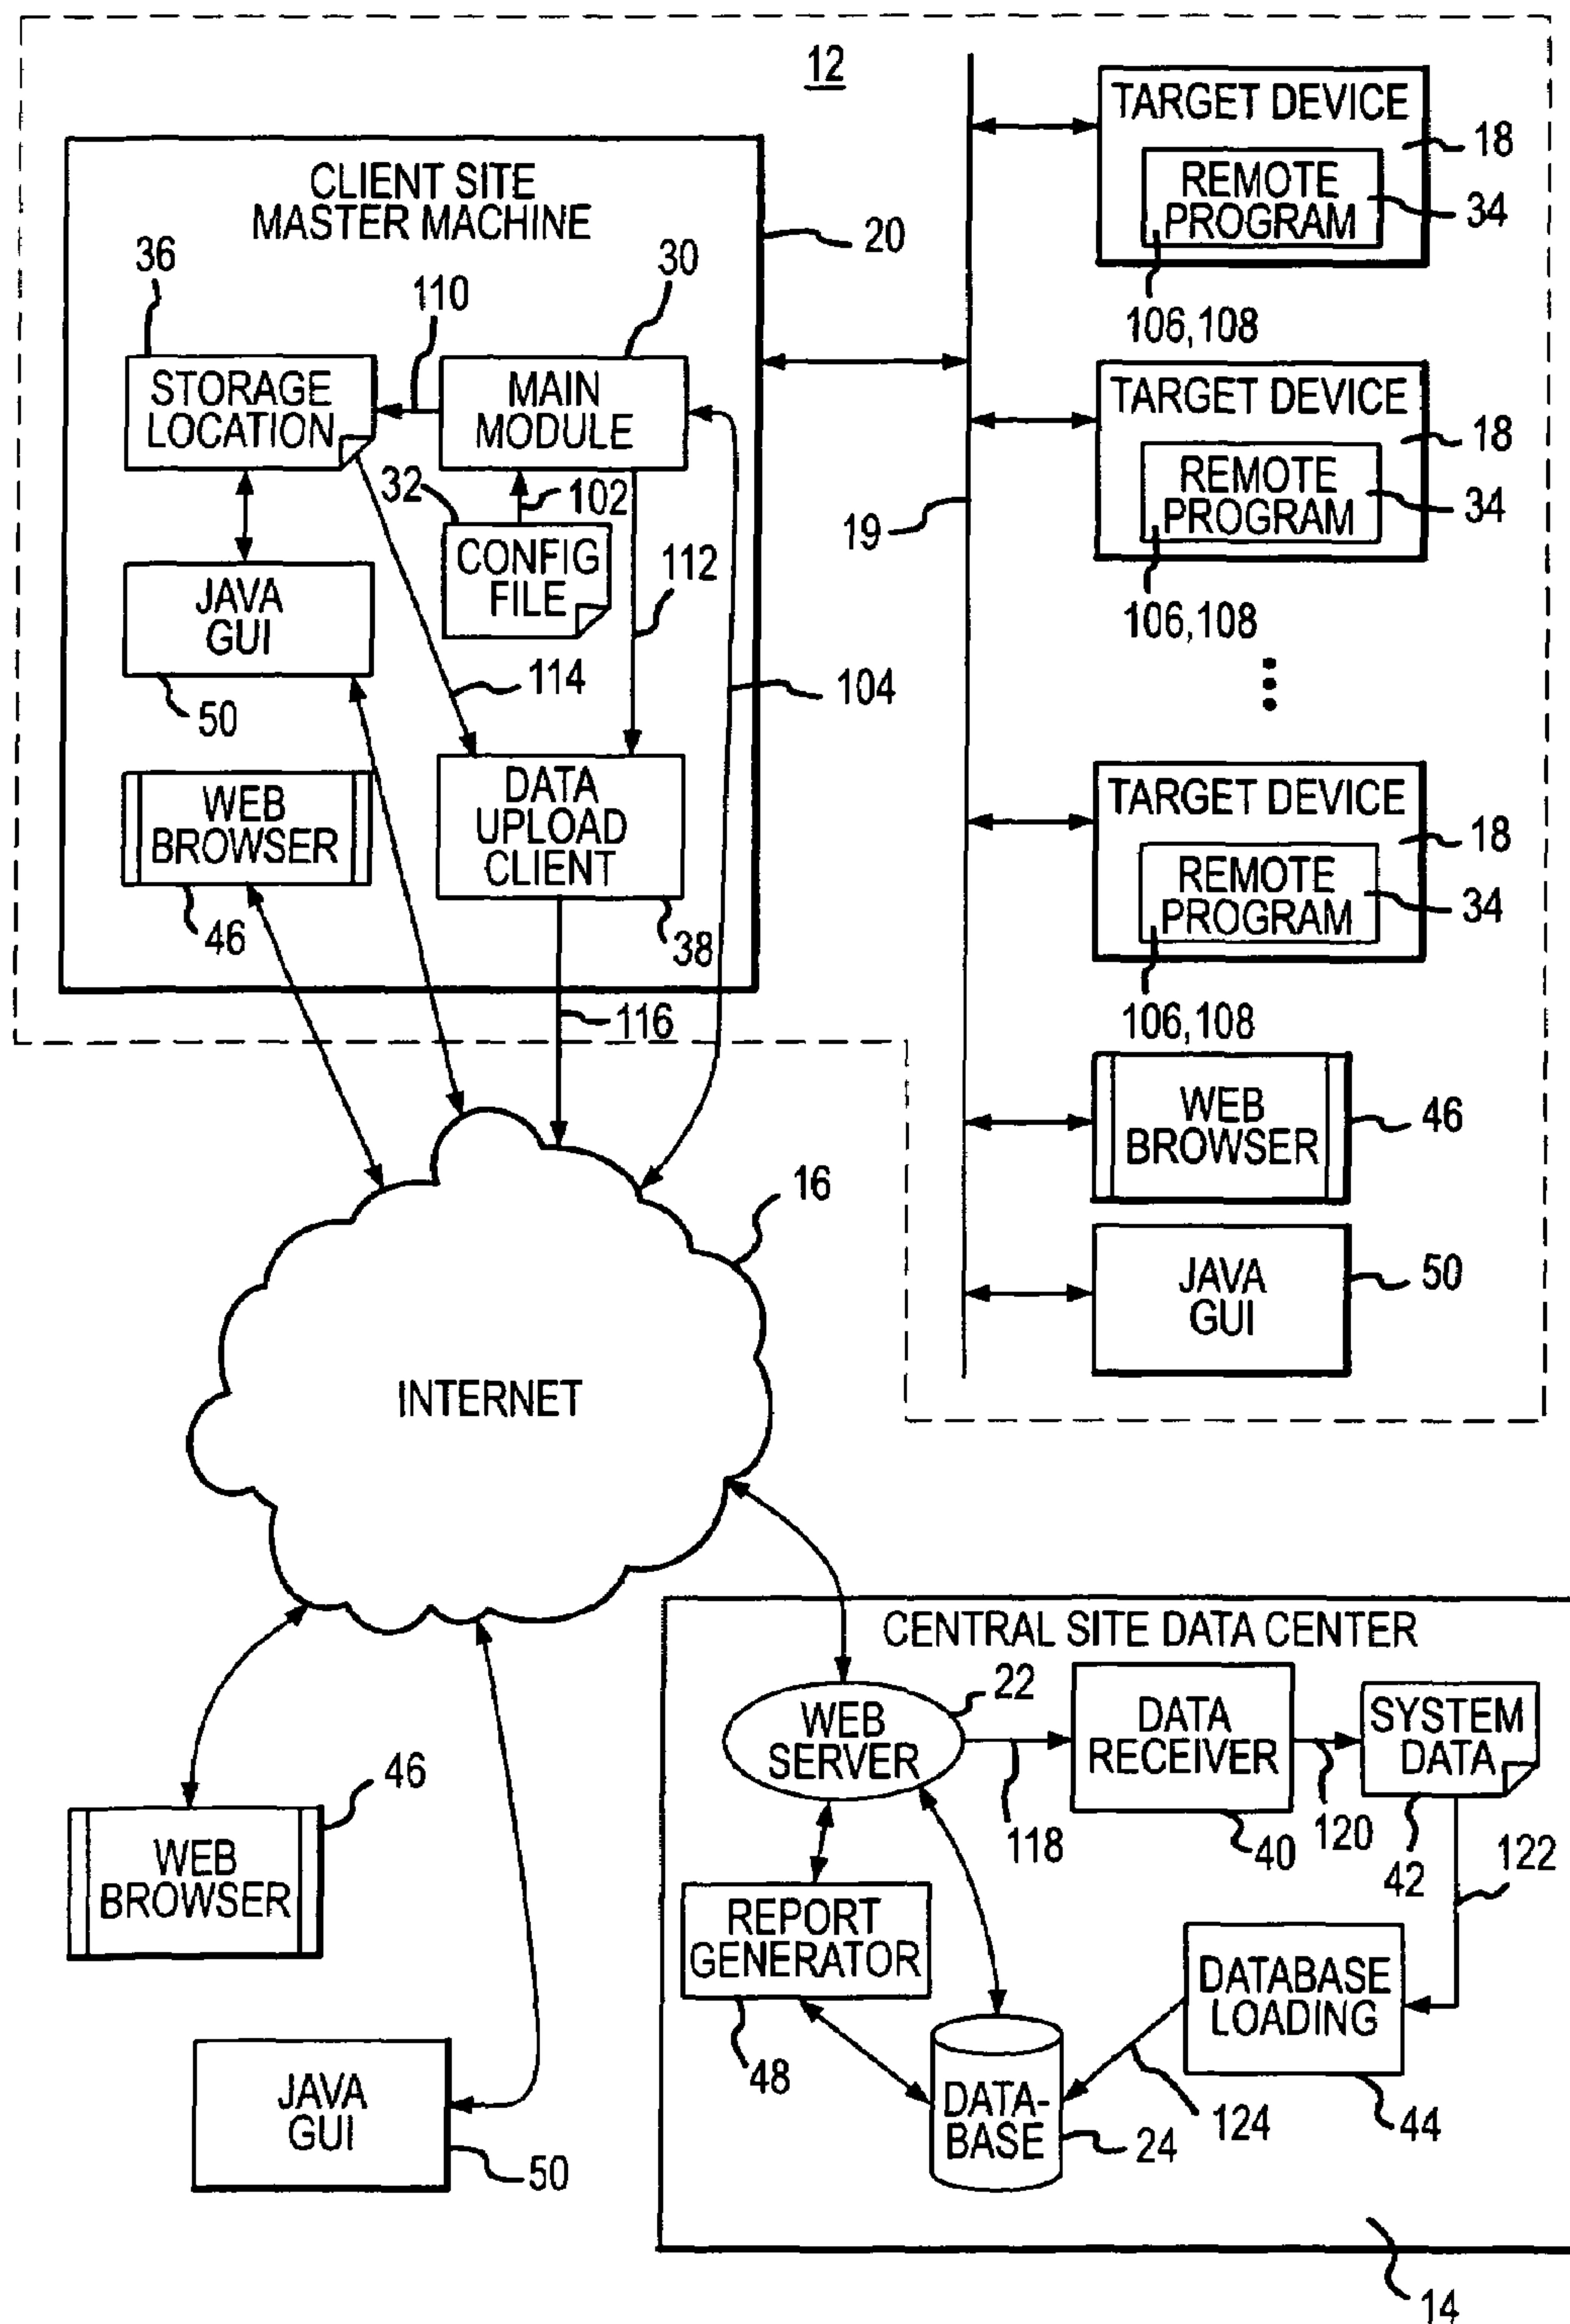 12
CLIENT SITE
MASTER MACHINE
20
36
110
30
STORAGE
LOCATION
MAIN
MODULE
32
102
CONFIG
FILE
112
JAVA
GUI
50
114
104
WEB
BROWSER
46
DATA
UPLOAD
CLIENT
38
116
19
TARGET DEVICE
18
REMOTE
PROGRAM
34
106,108
TARGET DEVICE
18
REMOTE
PROGRAM
34
106,108
TARGET DEVICE
18
REMOTE
PROGRAM
34
106,108
WEB
BROWSER
46
JAVA
GUI
50
16
INTERNET
WEB
BROWSER
46
JAVA
GUI
50
CENTRAL SITE DATA CENTER
WEB
SERVER
22
118
DATA
RECEIVER
40
120
SYSTEM
DATA
42
122
REPORT
GENERATOR
48
DATABASE
LOADING
44
124
DATA-
BASE
24
14